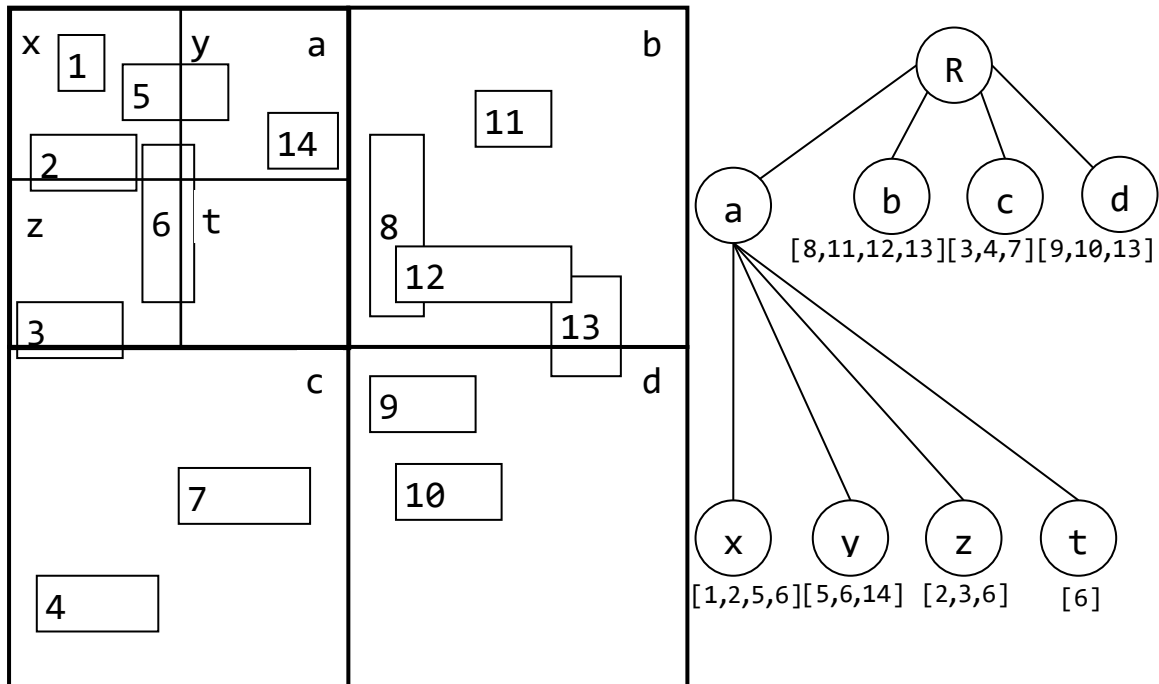 x
y
a
b
1
5
14
11
2
z
6
t
8
12
3
13
c
d
9
7
10
4
R
a
b
c
d
[8,11,12,13]
[3,4,7]
[9,10,13]
x
y
z
t
[1,2,5,6]
[5,6,14]
[2,3,6]
[6]